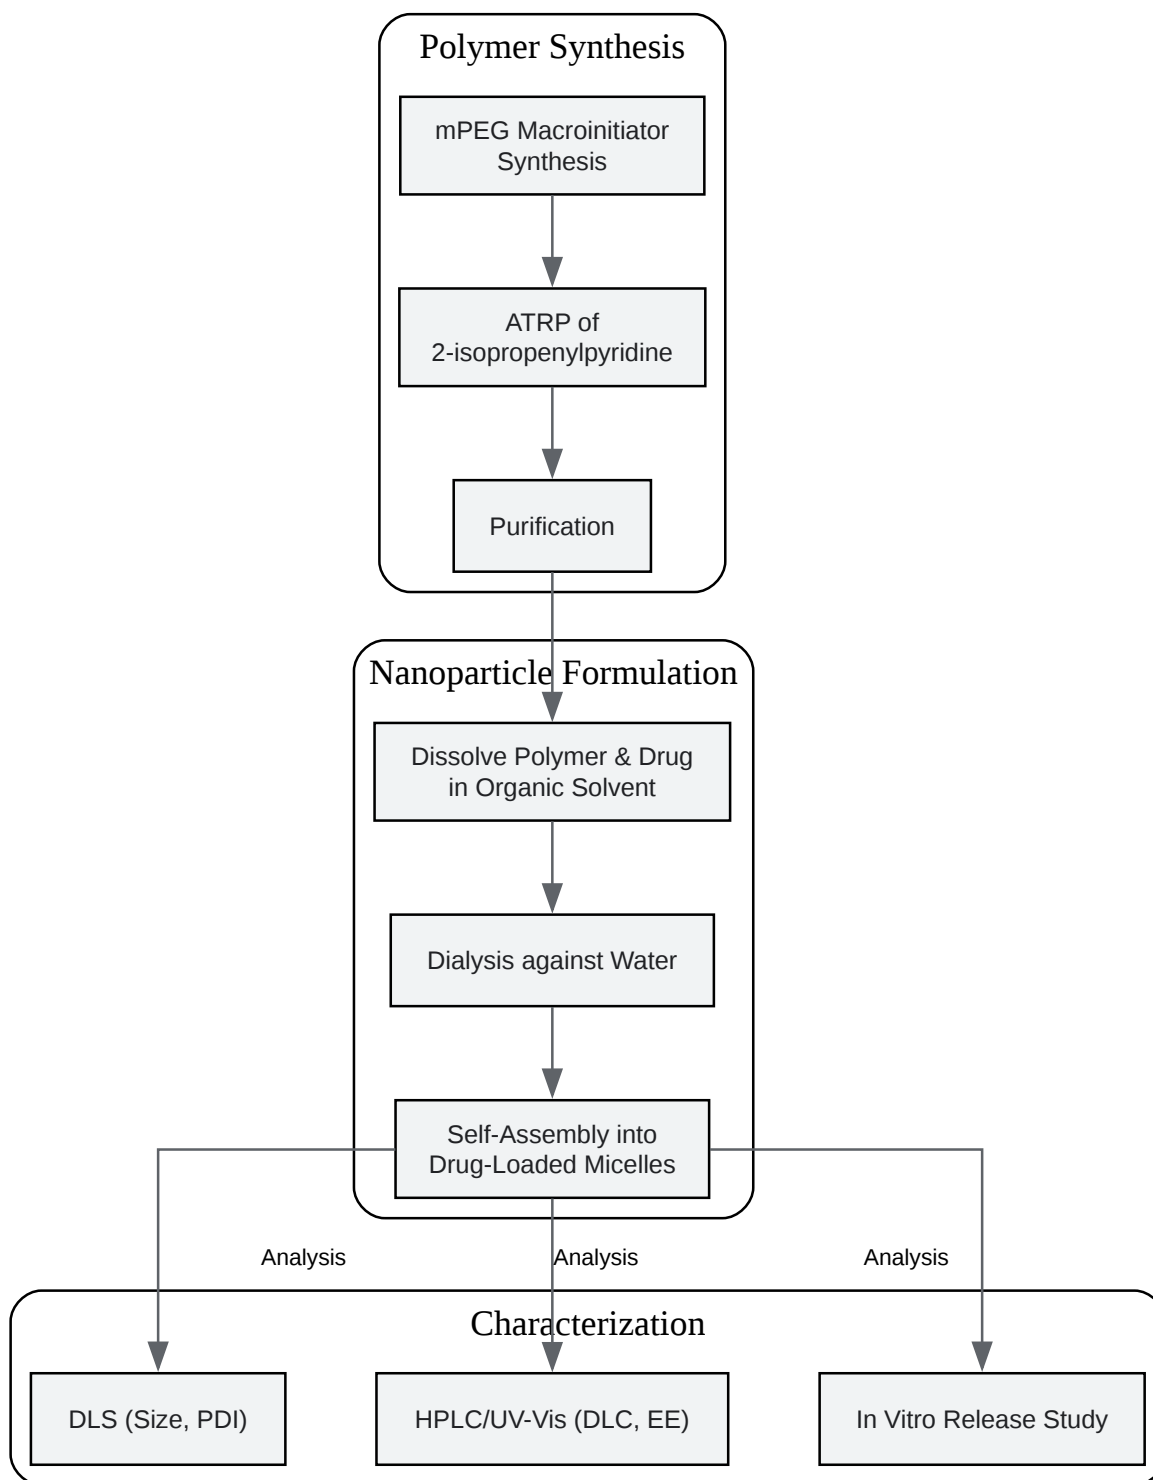 Polymer Synthesis
mPEG Macroinitiator
Synthesis
ATRP of
2-isopropenylpyridine
Purification
Nanoparticle Formulation
Dissolve Polymer & Drug
in Organic Solvent
Dialysis against Water
Self-Assembly into
Drug-Loaded Micelles
Analysis
Analysis
Analysis
Characterization
DLS (Size, PDI)
HPLC/UV-Vis (DLC, EE)
In Vitro Release Study